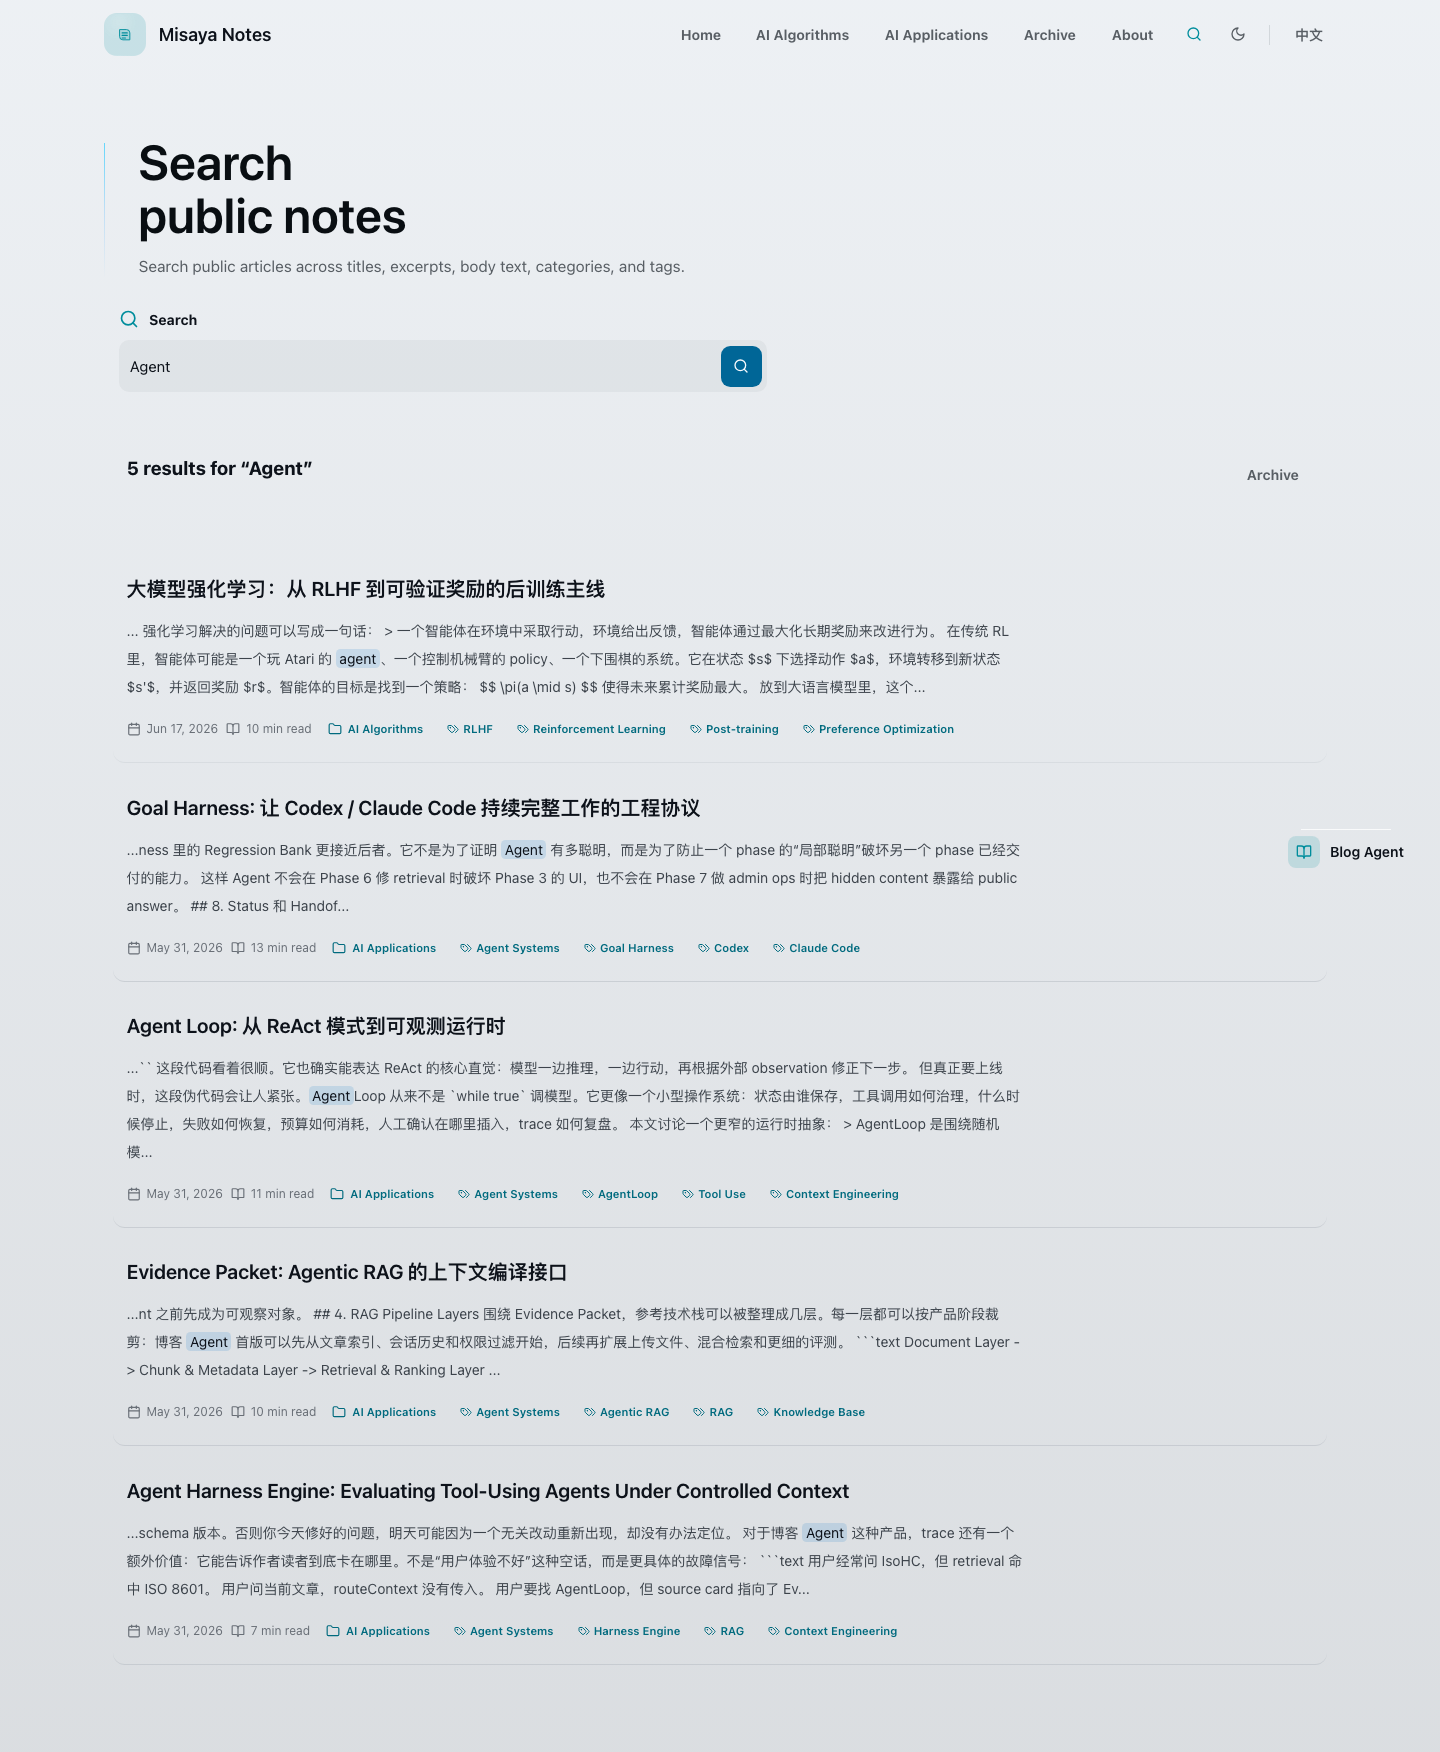 Misaya Notes
Home AI Algorithms AI Applications Archive About 中文
Search
public notes
Search public articles across titles, excerpts, body text, categories, and tags.
Search
Agent
5 results for “Agent”
Archive
大模型强化学习：从 RLHF 到可验证奖励的后训练主线
... 强化学习解决的问题可以写成一句话： > 一个智能体在环境中采取行动，环境给出反馈，智能体通过最大化长期奖励来改进行为。 在传统 RL
里，智能体可能是一个玩 Atari 的 agent、一个控制机械臂的 policy、一个下围棋的系统。它在状态 $s$ 下选择动作 $a$，环境转移到新状态
$s'$，并返回奖励 $r$。智能体的目标是找到一个策略： $$ \pi(a \mid s) $$ 使得未来累计奖励最大。 放到大语言模型里，这个...
Jun 17, 2026 10 min read AI Algorithms RLHF Reinforcement Learning Post-training Preference Optimization
Goal Harness: 让 Codex / Claude Code 持续完整工作的工程协议
...ness 里的 Regression Bank 更接近后者。它不是为了证明 Agent 有多聪明，而是为了防止一个 phase 的“局部聪明”破坏另一个 phase 已经交
付的能力。 这样 Agent 不会在 Phase 6 修 retrieval 时破坏 Phase 3 的 UI，也不会在 Phase 7 做 admin ops 时把 hidden content 暴露给 public
answer。 ## 8. Status 和 Handof...
Blog Agent
May 31, 2026 13 min read AI Applications Agent Systems Goal Harness Codex Claude Code
Agent Loop: 从 ReAct 模式到可观测运行时
...`` 这段代码看着很顺。它也确实能表达 ReAct 的核心直觉：模型一边推理，一边行动，再根据外部 observation 修正下一步。 但真正要上线
时，这段伪代码会让人紧张。Agent Loop 从来不是 `while true` 调模型。它更像一个小型操作系统：状态由谁保存，工具调用如何治理，什么时
候停止，失败如何恢复，预算如何消耗，人工确认在哪里插入，trace 如何复盘。 本文讨论一个更窄的运行时抽象： > AgentLoop 是围绕随机
模...
May 31, 2026 11 min read AI Applications Agent Systems AgentLoop Tool Use Context Engineering
Evidence Packet: Agentic RAG 的上下文编译接口
...nt 之前先成为可观察对象。 ## 4. RAG Pipeline Layers 围绕 Evidence Packet，参考技术栈可以被整理成几层。每一层都可以按产品阶段裁
剪：博客 Agent 首版可以先从文章索引、会话历史和权限过滤开始，后续再扩展上传文件、混合检索和更细的评测。 ```text Document Layer -
> Chunk & Metadata Layer -> Retrieval & Ranking Layer ...
May 31, 2026 10 min read AI Applications Agent Systems Agentic RAG RAG Knowledge Base
Agent Harness Engine: Evaluating Tool-Using Agents Under Controlled Context
...schema 版本。否则你今天修好的问题，明天可能因为一个无关改动重新出现，却没有办法定位。 对于博客 Agent 这种产品，trace 还有一个
额外价值：它能告诉作者读者到底卡在哪里。不是“用户体验不好”这种空话，而是更具体的故障信号： ```text 用户经常问 IsoHC，但 retrieval 命
中 ISO 8601。 用户问当前文章，routeContext 没有传入。 用户要找 AgentLoop，但 source card 指向了 Ev...
May 31, 2026 7 min read AI Applications Agent Systems Harness Engine RAG Context Engineering